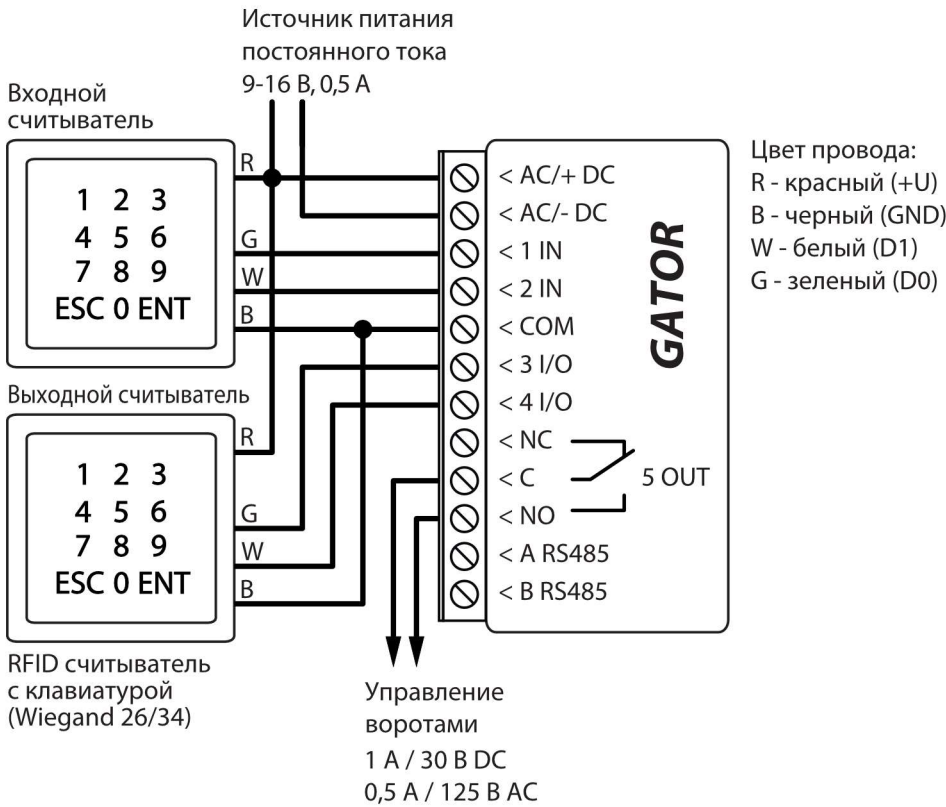 Источник питания
постоянного тока
9-16 В, 0,5 А
Входной
считыватель
R
G
W
B
1 2 3
4 5 6
7 8 9
ESC 0 ENT
Выходной считыватель
R
G
W
B
1 2 3
4 5 6
7 8 9
ESC 0 ENT
RFID считыватель
с клавиатурой
(Wiegand 26/34)
< AC/+ DC
< AC/- DC
< 1 IN
< 2 IN
< COM
< 3 I/O
< 4 I/O
< NC
< C
5 OUT
< NO
< A RS485
< B RS485
GATOR
Цвет провода:
R - красный (+U)
B - черный (GND)
W - белый (D1)
G - зеленый (D0)
Управление
воротами
1 А / 30 В DC
0,5 А / 125 В AC